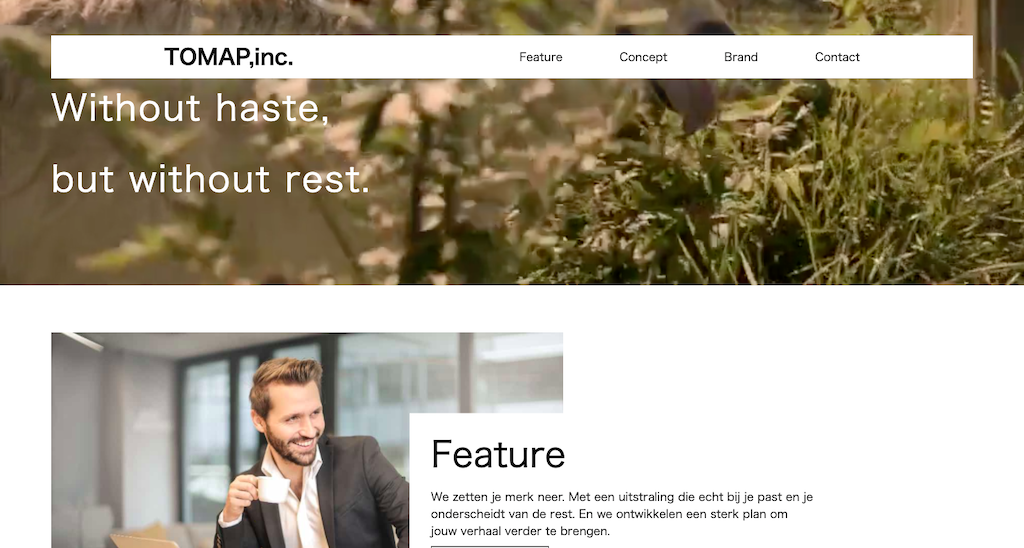 TOMAP,inc.
Feature
Concept
Brand
Contact
Without haste,
but without rest.
Feature
We zetten je merk neer. Met een uitstraling die echt bij je past en je
onderscheidt van de rest. En we ontwikkelen een sterk plan om
jouw verhaal verder te brengen.